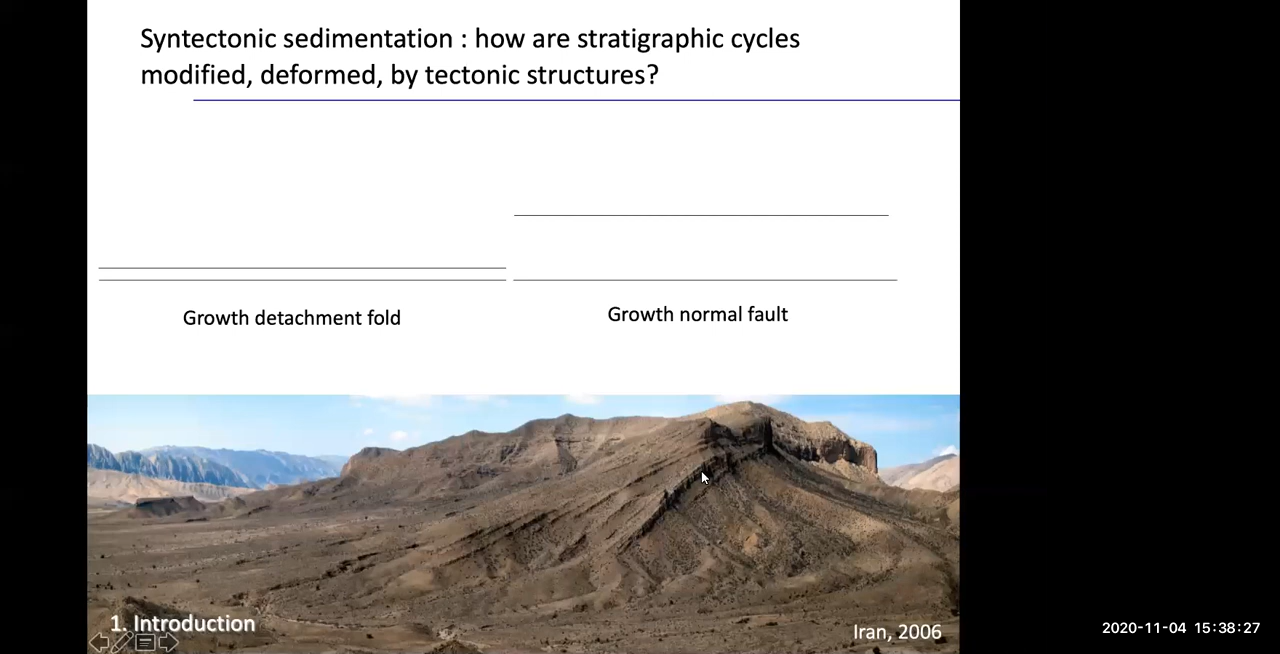 Syntectonic sedimentation : how are stratigraphic cycles
modified, deformed, by tectonic structures?
Growth detachment fold
Growth normal fault
1. Introduction
Iran, 2006
2020-11-04 15:38:27